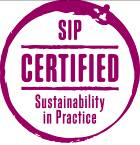 SIP
CERTIFIED
Sustainability
in Practice